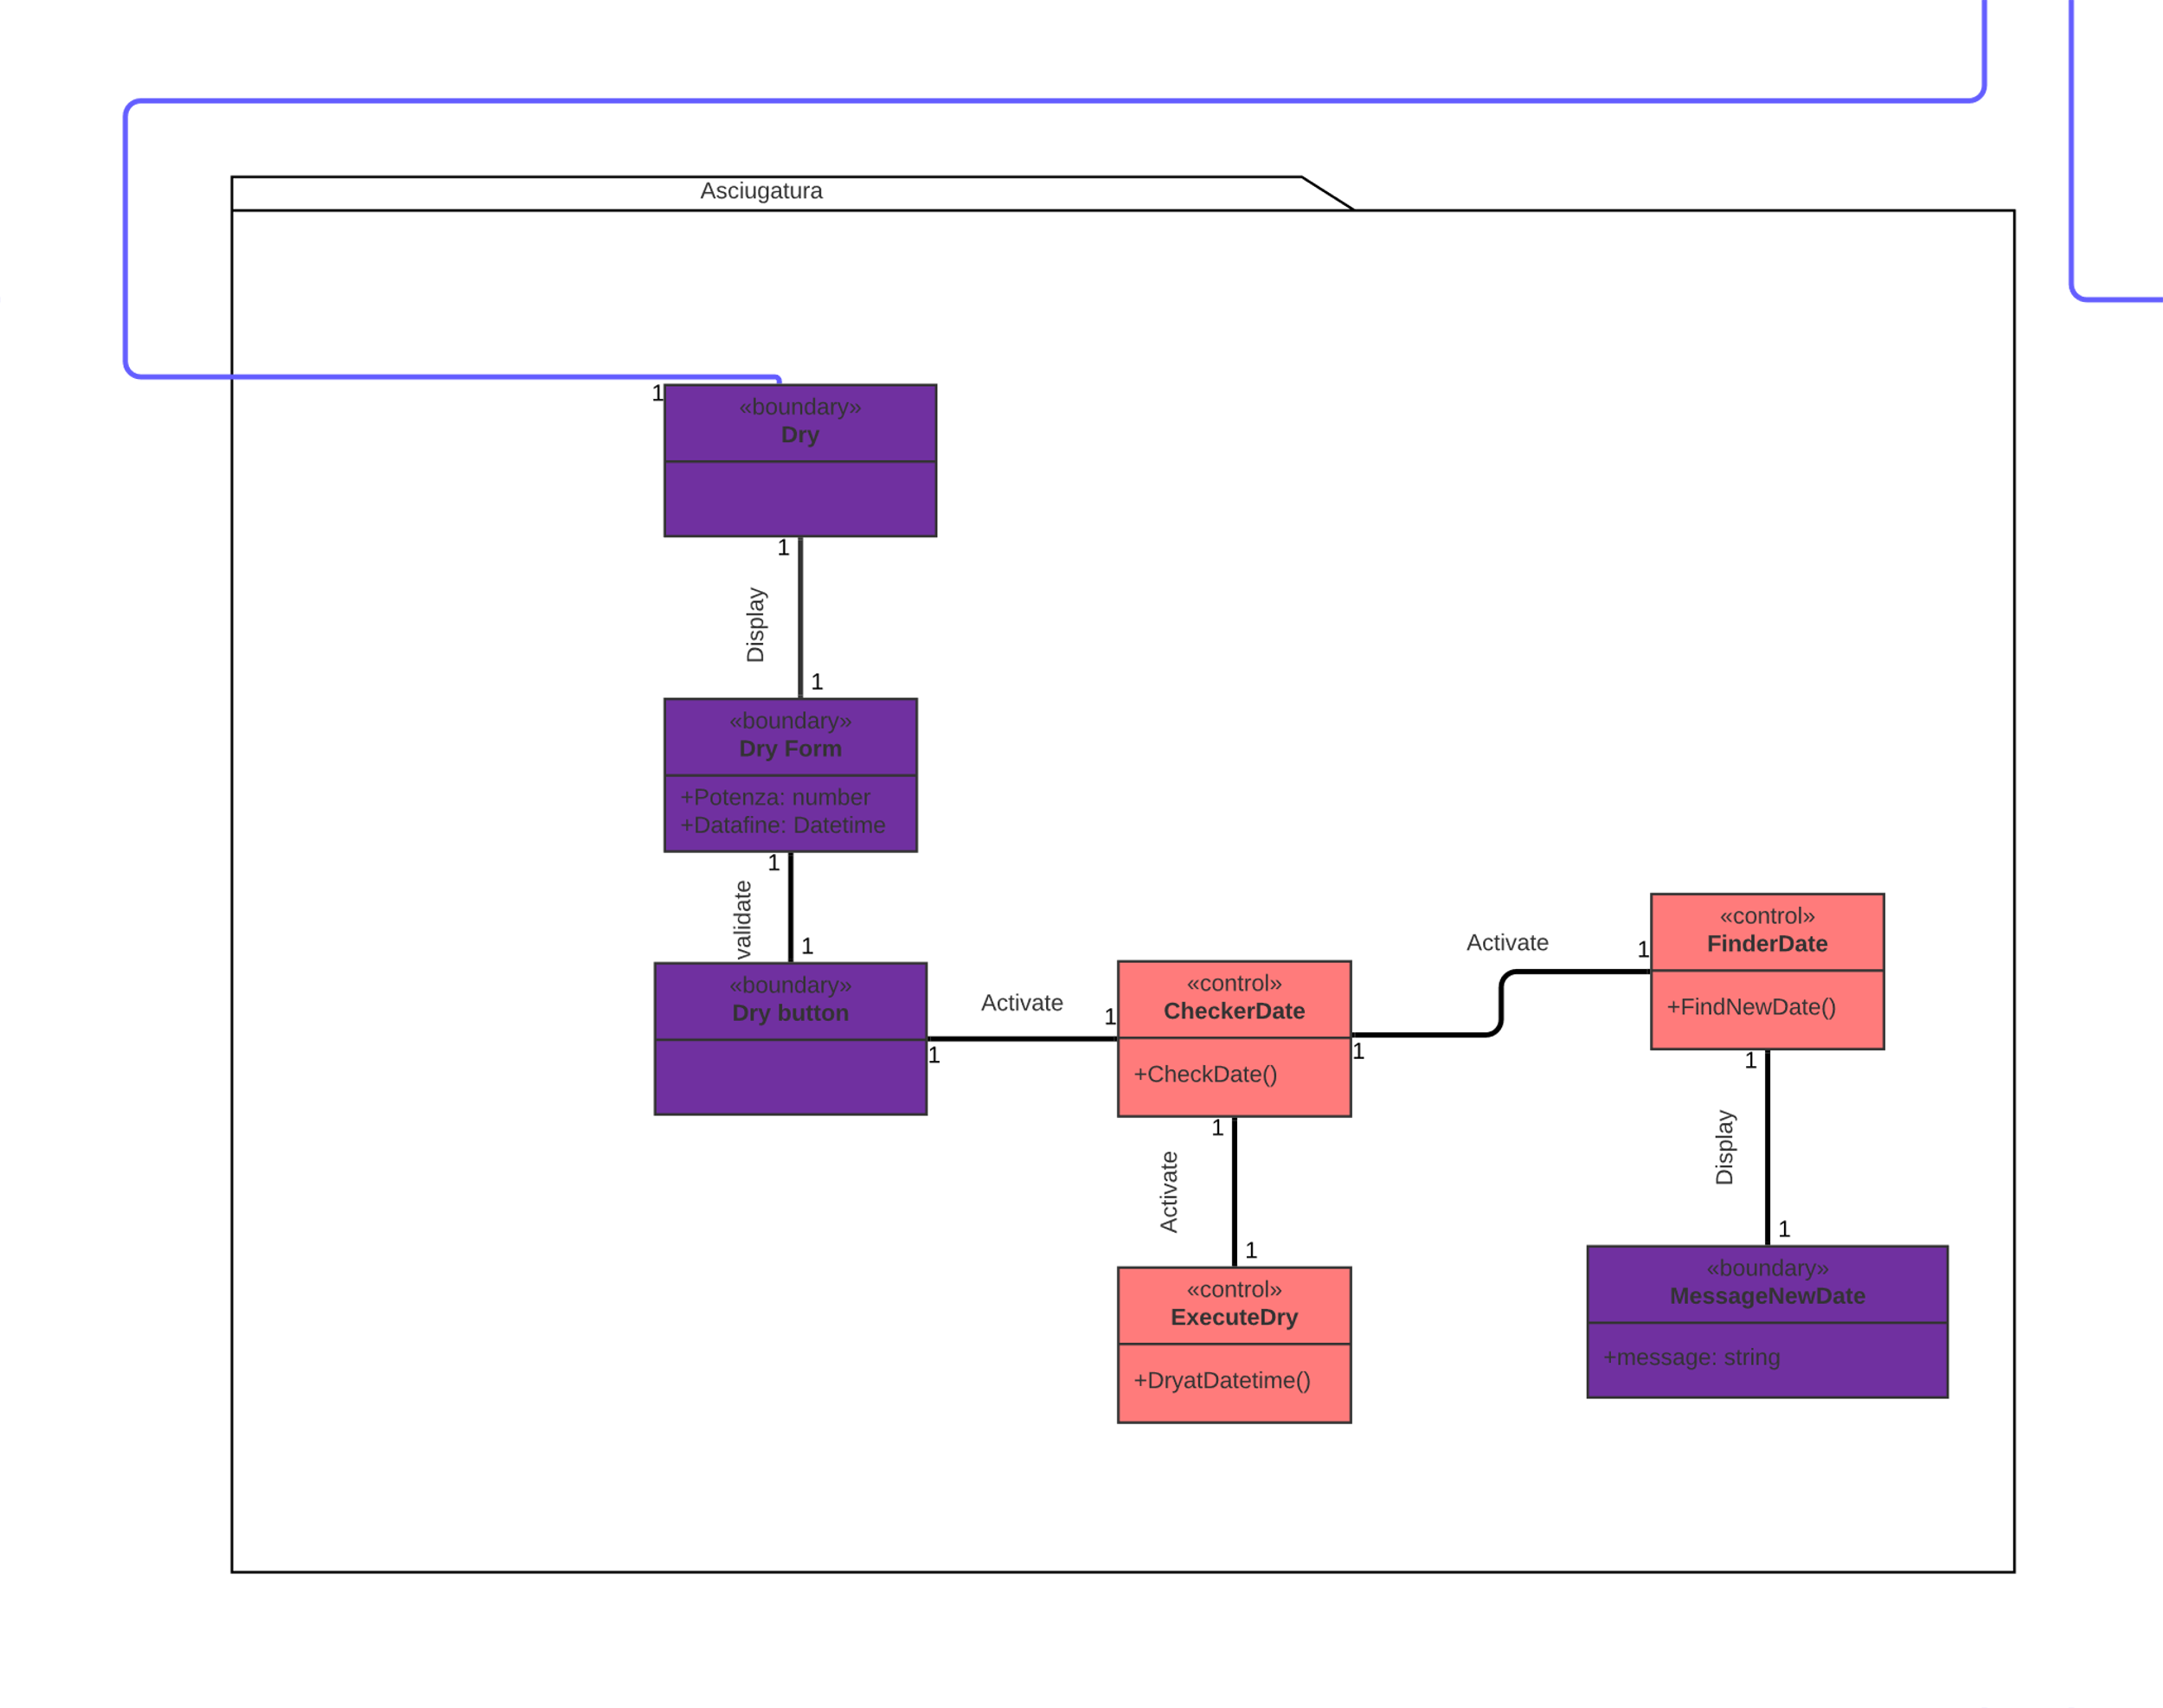 Asciugatura
1
«boundary»
Dry
1
Display
1
«boundary»
Dry Form
+Potenza: number
+Datafine: Datetime
1
validate
1
«boundary»
Dry button
1
Activate
1
«control»
CheckerDate
+CheckDate()
1
Activate
1
«control»
FinderDate
+FindNewDate()
1
Activate
1
«control»
ExecuteDry
+DryatDatetime()
1
Display
1
«boundary»
MessageNewDate
+message: string